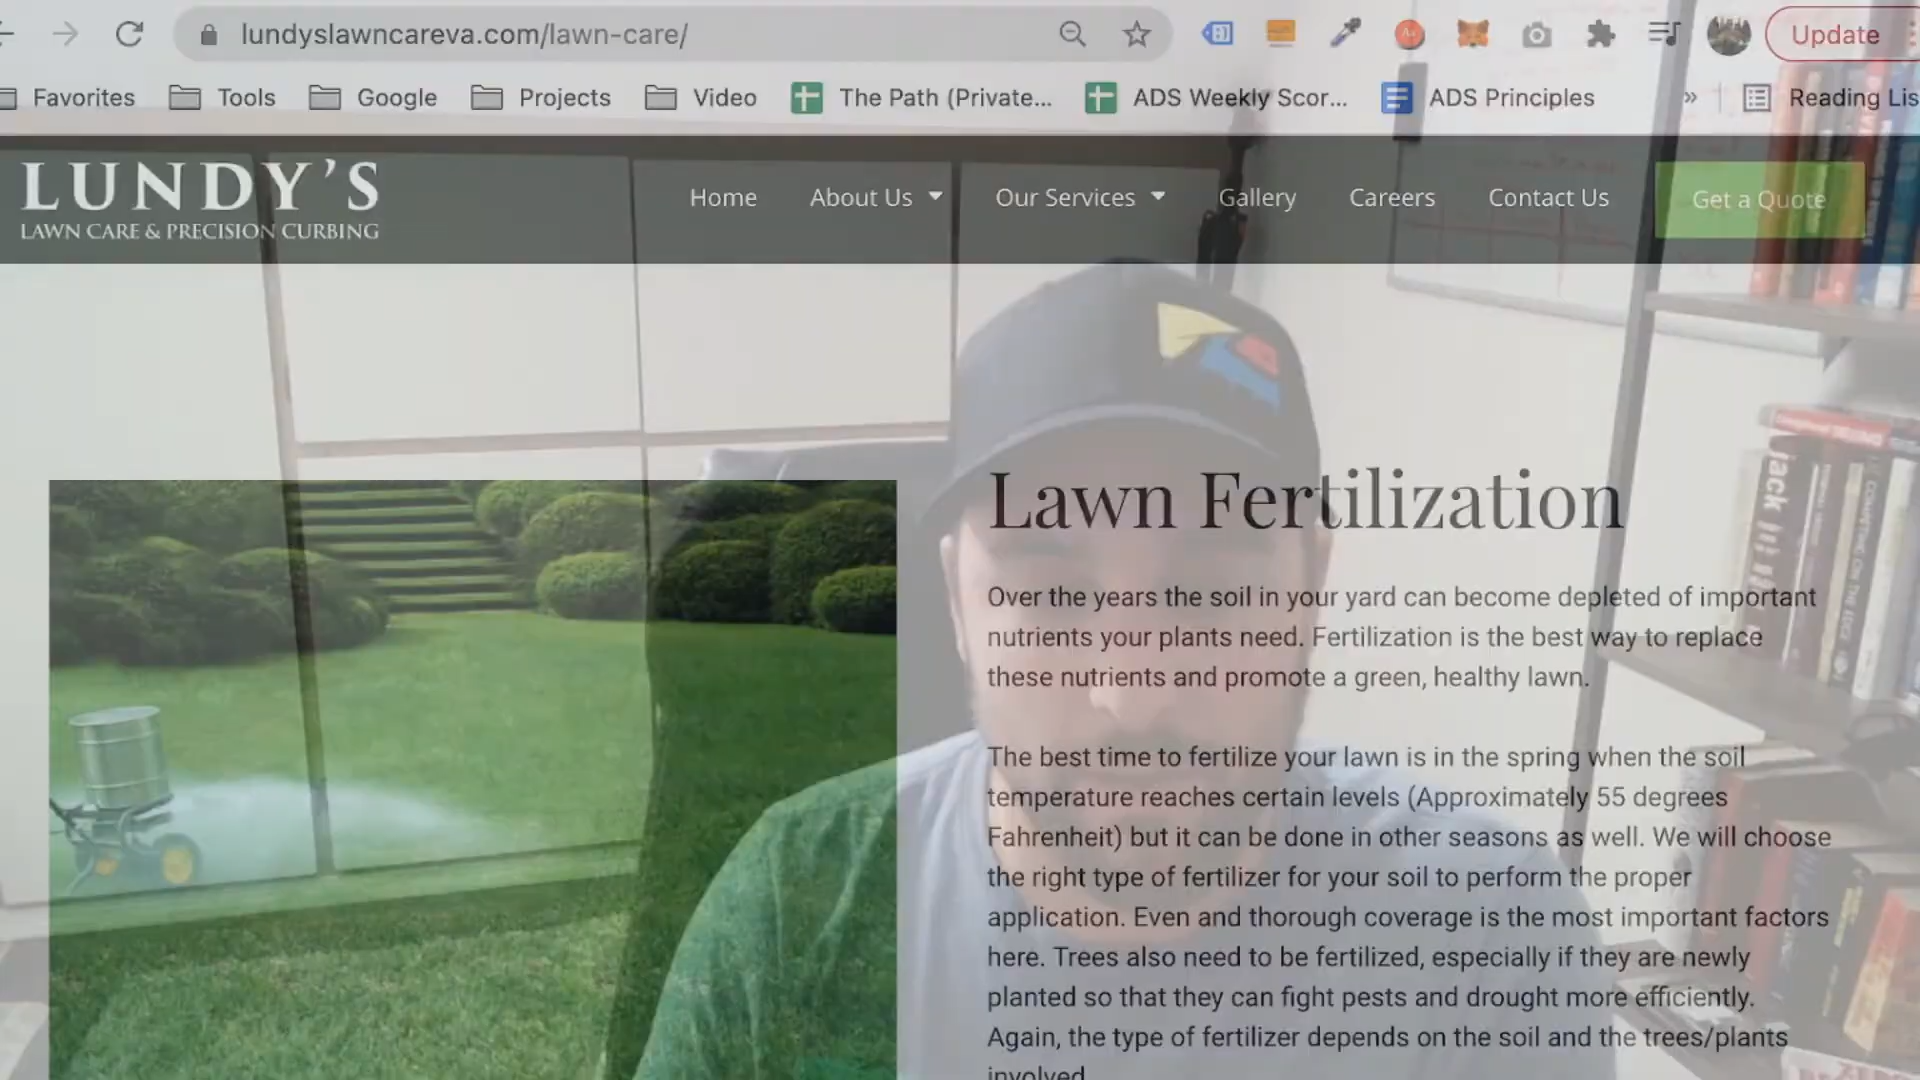 lundyslawncareva.com/lawn-care/
Update
Favorites Tools Google Projects Video The Path (Private... ADS Weekly Scor... ADS Principles » Reading Lis
LUNDY'S
LAWN CARE & PRECISION CURBING
Home About Us Our Services Gallery Careers Contact Us Get a Quote
Lawn Fertilization
Over the years the soil in your yard can become depleted of important
nutrients your plants need. Fertilization is the best way to replace
these nutrients and promote a green, healthy lawn.
The best time to fertilize your lawn is in the spring when the soil
temperature reaches certain levels (Approximately 55 degrees
Fahrenheit) but it can be done in other seasons as well. We will choose
the right type of fertilizer for your soil to perform the proper
application. Even and thorough coverage is the most important factors
here. Trees also need to be fertilized, especially if they are newly
planted so that they can fight pests and drought more efficiently.
Again, the type of fertilizer depends on the soil and the trees/plants
involved.
jack